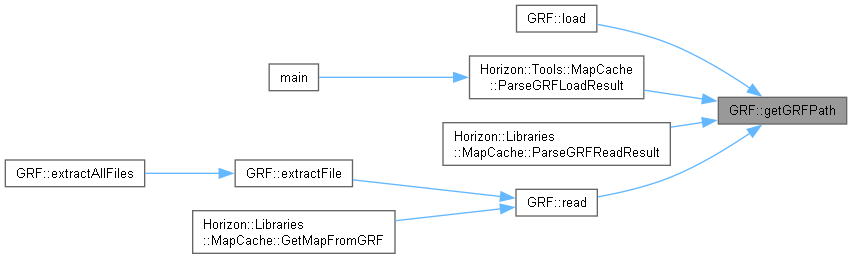 GRF::load
main
Horizon::Tools::MapCache
::ParseGRFLoadResult
GRF::getGRFPath
Horizon::Libraries
::MapCache::ParseGRFReadResult
GRF::extractAllFiles
GRF::extractFile
GRF::read
Horizon::Libraries
::MapCache::GetMapFromGRF